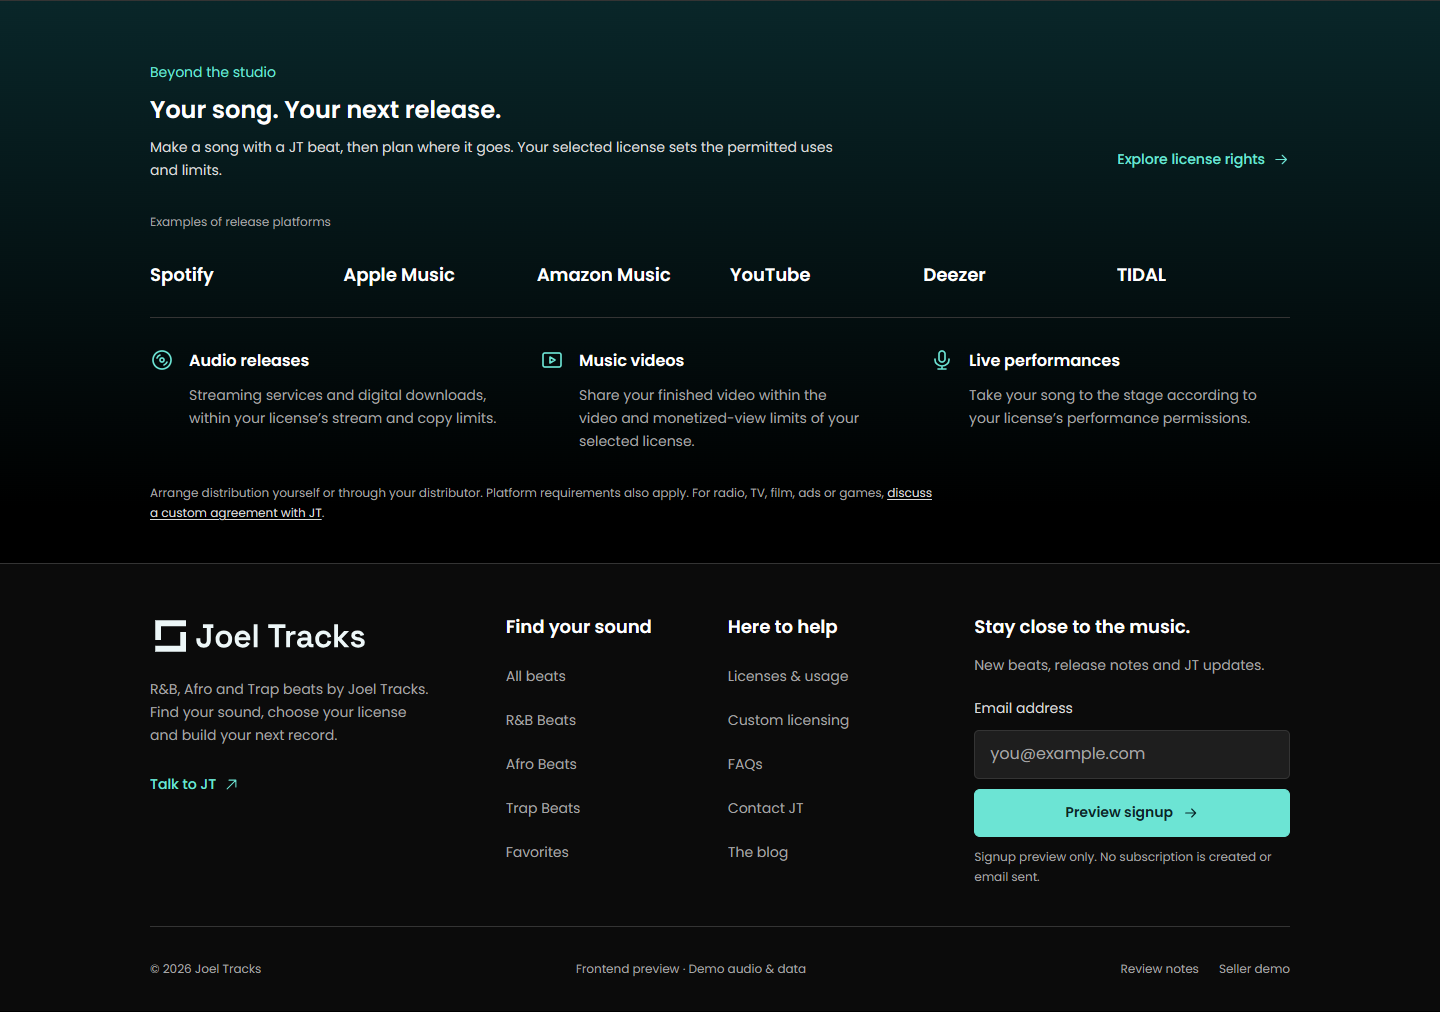 Beyond the studio
Your song. Your next release.
Make a song with a JT beat, then plan where it goes. Your selected license sets the permitted uses
and limits.
Explore license rights →
Examples of release platforms
Spotify
Apple Music
Amazon Music
YouTube
Deezer
TIDAL
Audio releases
Streaming services and digital downloads,
within your license’s stream and copy limits.
Music videos
Share your finished video within the
video and monetized-view limits of your
selected license.
Live performances
Take your song to the stage according to
your license’s performance permissions.
Arrange distribution yourself or through your distributor. Platform requirements also apply. For radio, TV, film, ads or games, discuss
a custom agreement with JT.
Joel Tracks
R&B, Afro and Trap beats by Joel Tracks.
Find your sound, choose your license
and build your next record.
Talk to JT ↗
Find your sound
All beats
R&B Beats
Afro Beats
Trap Beats
Favorites
Here to help
Licenses & usage
Custom licensing
FAQs
Contact JT
The blog
Stay close to the music.
New beats, release notes and JT updates.
Email address
you@example.com
Preview signup →
Signup preview only. No subscription is created or
email sent.
© 2026 Joel Tracks
Frontend preview · Demo audio & data
Review notes
Seller demo